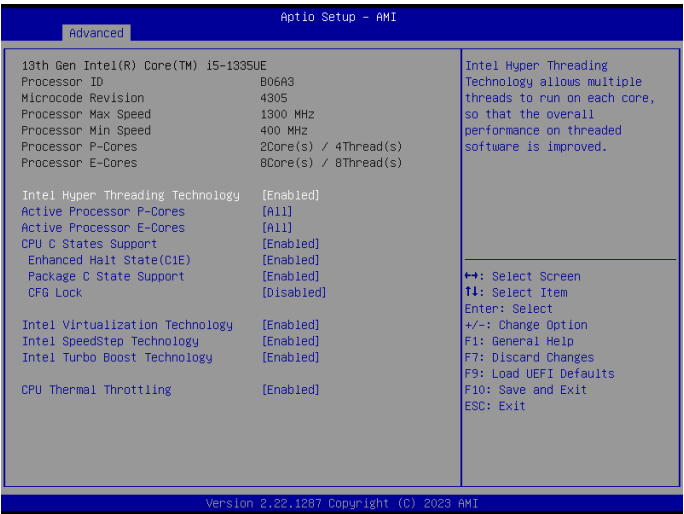 Aptio Setup – AMI
Advanced
13th Gen Intel(R) Core(TM) i5-1335UE
Processor ID B06A3
Microcode Revision 4305
Processor Max Speed 1300 MHz
Processor Min Speed 400 MHz
Processor P-Cores 2Core(s) / 4Thread(s)
Processor E-Cores 8Core(s) / 8Thread(s)
Intel Hyper Threading Technology [Enabled]
Active Processor P-Cores [All]
Active Processor E-Cores [All]
CPU C States Support [Enabled]
Enhanced Halt State(C1E) [Enabled]
Package C State Support [Enabled]
CFG Lock [Disabled]
Intel Virtualization Technology [Enabled]
Intel SpeedStep Technology [Enabled]
Intel Turbo Boost Technology [Enabled]
CPU Thermal Throttling [Enabled]
Intel Hyper Threading
Technology allows multiple
threads to run on each core,
so that the overall
performance on threaded
software is improved.
↔: Select Screen
↑↓: Select Item
Enter: Select
+/-: Change Option
F1: General Help
F7: Discard Changes
F9: Load UEFI Defaults
F10: Save and Exit
ESC: Exit
Version 2.22.1287 Copyright (C) 2023 AMI